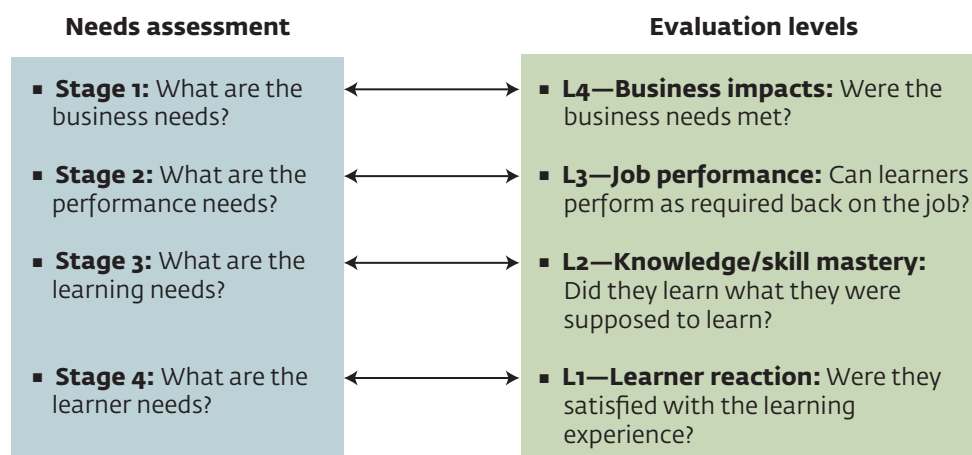 Needs assessment
▪ Stage 1: What are the
business needs?
▪ Stage 2: What are the
performance needs?
▪ Stage 3: What are the
learning needs?
▪ Stage 4: What are the
learner needs?
Evaluation levels
▪ L4—Business impacts: Were the
business needs met?
▪ L3—Job performance: Can learners
perform as required back on the job?
▪ L2—Knowledge/skill mastery:
Did they learn what they were
supposed to learn?
▪ L1—Learner reaction: Were they
satisfied with the learning
experience?